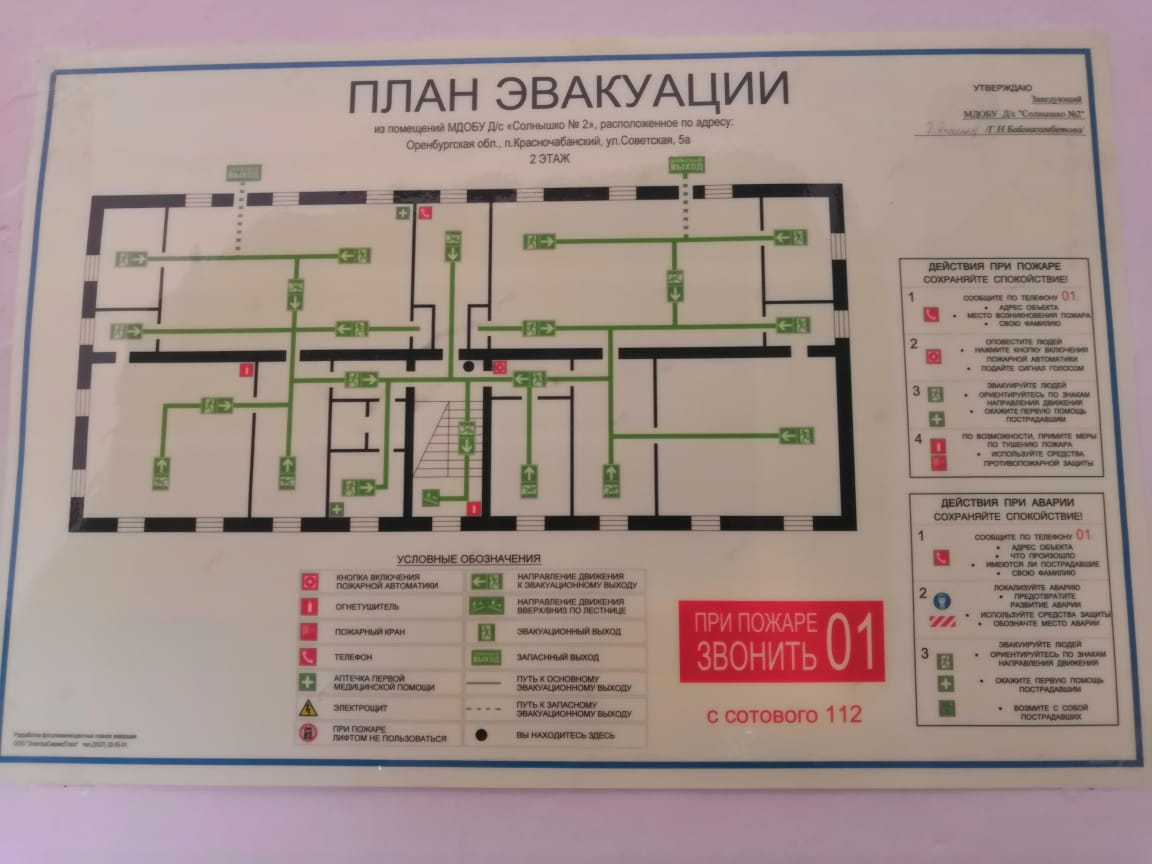 ПЛАН ЭВАКУАЦИИ
из помещений МДОБУ Д/с «Солнышко № 2», расположенное по адресу:
Оренбургская обл., п.Красночабанский, ул.Советская, 5а
2 ЭТАЖ
УТВЕРЖДАЮ
Заведующий
МДОБУ Д/с "Солнышко №2"
/Г.Н.Баймагамбетова/
ВЫХОД
ВЫХОД
ДЕЙСТВИЯ ПРИ ПОЖАРЕ
СОХРАНЯЙТЕ СПОКОЙСТВИЕ!
1
СООБЩИТЕ ПО ТЕЛЕФОНУ 01:
• АДРЕС ОБЪЕКТА
• МЕСТО ВОЗНИКНОВЕНИЯ ПОЖАРА
• СВОЮ ФАМИЛИЮ
2
ОПОВЕСТИТЕ ЛЮДЕЙ
• НАЖМИТЕ КНОПКУ ВКЛЮЧЕНИЯ
ПОЖАРНОЙ АВТОМАТИКИ
• ПОДАЙТЕ СИГНАЛ ГОЛОСОМ
3
ЭВАКУИРУЙТЕ ЛЮДЕЙ
• ОРИЕНТИРУЙТЕСЬ ПО ЗНАКАМ
НАПРАВЛЕНИЯ ДВИЖЕНИЯ
• ОКАЖИТЕ ПЕРВУЮ ПОМОЩЬ
ПОСТРАДАВШИМ
4
ПО ВОЗМОЖНОСТИ, ПРИМИТЕ МЕРЫ
ПО ТУШЕНИЮ ПОЖАРА
• ИСПОЛЬЗУЙТЕ СРЕДСТВА
ПРОТИВОПОЖАРНОЙ ЗАЩИТЫ
ДЕЙСТВИЯ ПРИ АВАРИИ
СОХРАНЯЙТЕ СПОКОЙСТВИЕ!
1
СООБЩИТЕ ПО ТЕЛЕФОНУ 01:
• АДРЕС ОБЪЕКТА
• ЧТО ПРОИЗОШЛО
• ИМЕЮТСЯ ЛИ ПОСТРАДАВШИЕ
• СВОЮ ФАМИЛИЮ
2
ЛОКАЛИЗУЙТЕ АВАРИЮ
• ПРЕДОТВРАТИТЕ
РАЗВИТИЕ АВАРИИ
• ИСПОЛЬЗУЙТЕ СРЕДСТВА ЗАЩИТЫ
• ОБОЗНАЧТЕ МЕСТО АВАРИИ
3
ЭВАКУИРУЙТЕ ЛЮДЕЙ
• ОРИЕНТИРУЙТЕСЬ ПО ЗНАКАМ
НАПРАВЛЕНИЯ ДВИЖЕНИЯ
• ОКАЖИТЕ ПЕРВУЮ ПОМОЩЬ
ПОСТРАДАВШИМ
• ВОЗМИТЕ С СОБОЙ
ПОСТРАДАВШИХ
УСЛОВНЫЕ ОБОЗНАЧЕНИЯ
КНОПКА ВКЛЮЧЕНИЯ
ПОЖАРНОЙ АВТОМАТИКИ
ОГНЕТУШИТЕЛЬ
ПОЖАРНЫЙ КРАН
ТЕЛЕФОН
АПТЕЧКА ПЕРВОЙ
МЕДИЦИНСКОЙ ПОМОЩИ
ЭЛЕКТРОЩИТ
ПРИ ПОЖАРЕ
ЛИФТОМ НЕ ПОЛЬЗОВАТЬСЯ
НАПРАВЛЕНИЕ ДВИЖЕНИЯ
К ЭВАКУАЦИОННОМУ ВЫХОДУ
НАПРАВЛЕНИЕ ДВИЖЕНИЯ
ВВЕРХ/ВНИЗ ПО ЛЕСТНИЦЕ
ЭВАКУАЦИОННЫЙ ВЫХОД
ВЫХОД
ЗАПАСНЫЙ ВЫХОД
ПУТЬ К ОСНОВНОМУ
ЭВАКУАЦИОННОМУ ВЫХОДУ
ПУТЬ К ЗАПАСНОМУ
ЭВАКУАЦИОННОМУ ВЫХОДУ
ВЫ НАХОДИТЕСЬ ЗДЕСЬ
ПРИ ПОЖАРЕ
ЗВОНИТЬ 01
с сотового 112